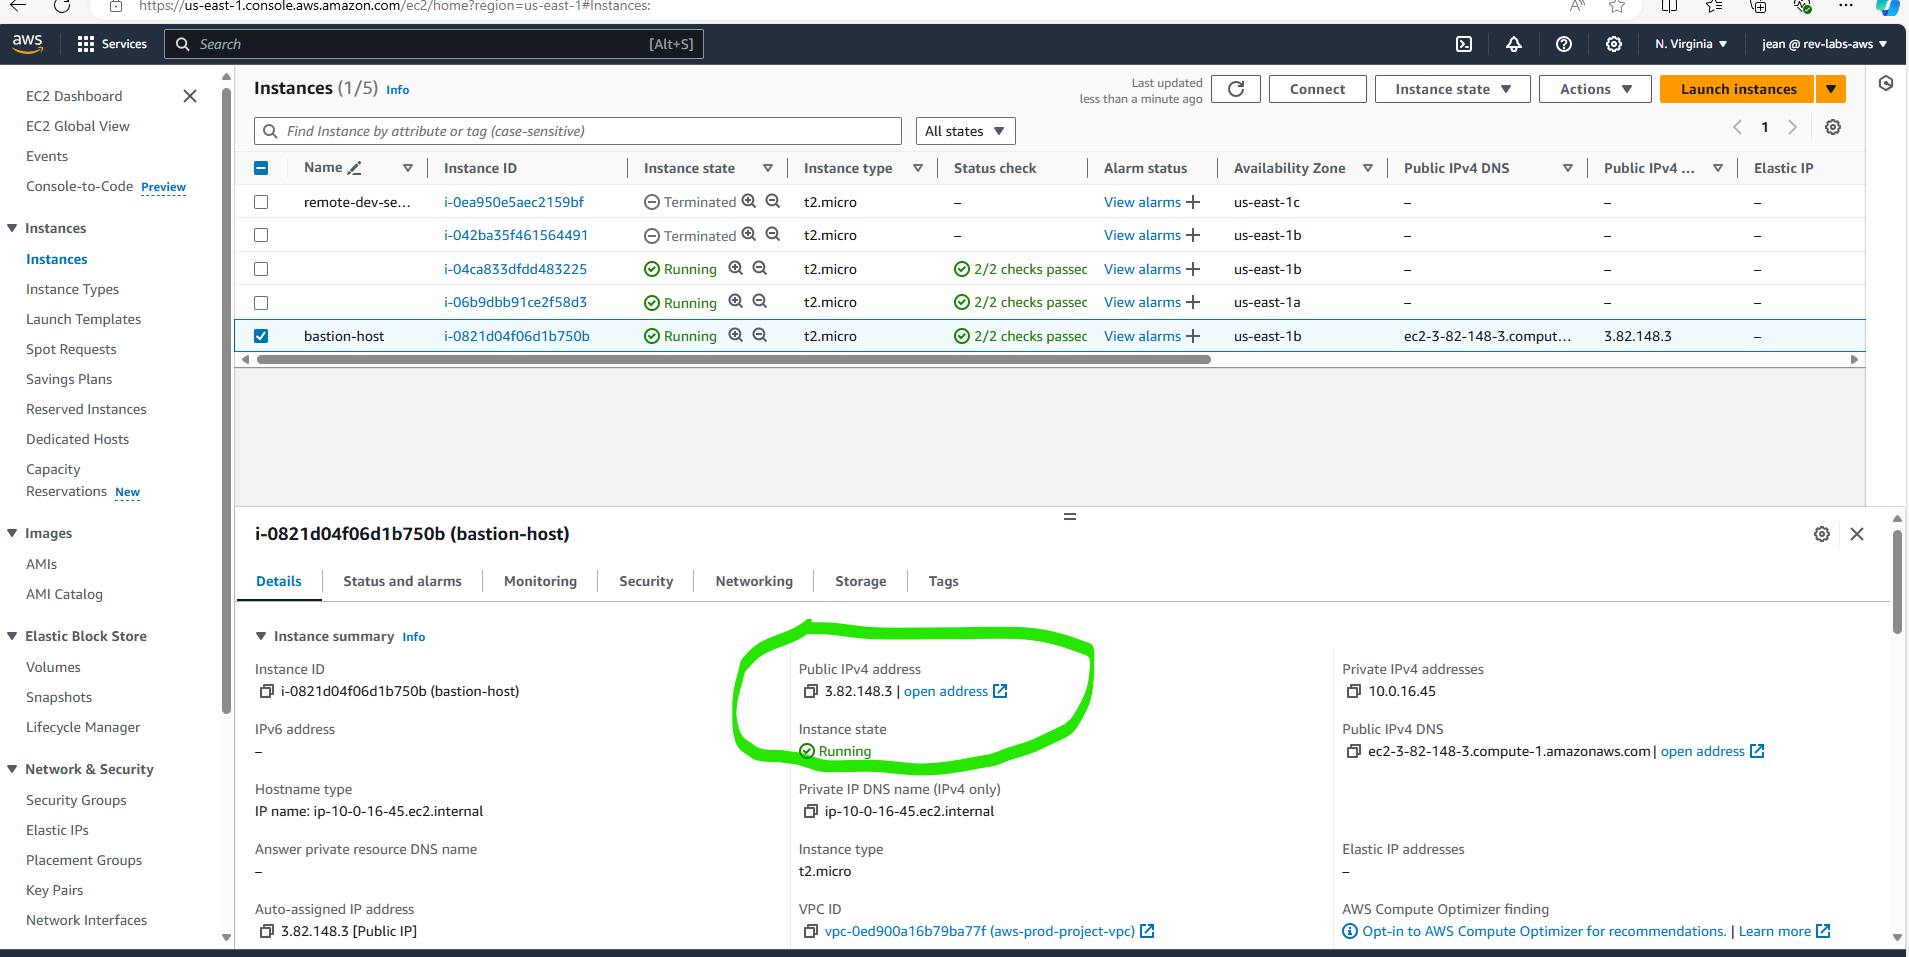 https://us-east-1.console.aws.amazon.com/ec2/home?region=us-east-1#Instances:
aws Services Search [Alt+S] N. Virginia jean @ rev-labs-aws
EC2 Dashboard
EC2 Global View
Events
Console-to-Code Preview
Instances
Instances
Instance Types
Launch Templates
Spot Requests
Savings Plans
Reserved Instances
Dedicated Hosts
Capacity
Reservations New
Images
AMIs
AMI Catalog
Elastic Block Store
Volumes
Snapshots
Lifecycle Manager
Network & Security
Security Groups
Elastic IPs
Placement Groups
Key Pairs
Network Interfaces
Instances (1/5) Info
Last updated
less than a minute ago
Connect Instance state Actions Launch instances
Find Instance by attribute or tag (case-sensitive) All states 1
Name Instance ID Instance state Instance type Status check Alarm status Availability Zone Public IPv4 DNS Public IPv4 ... Elastic IP
remote-dev-se... i-0ea950e5aec2159bf Terminated t2.micro – View alarms us-east-1c – – –
i-042ba35f461564491 Terminated t2.micro – View alarms us-east-1b – – –
i-04ca833dfdd483225 Running t2.micro 2/2 checks passed View alarms us-east-1b – – –
i-06b9dbb91ce2f58d3 Running t2.micro 2/2 checks passed View alarms us-east-1a – – –
bastion-host i-0821d04f06d1b750b Running t2.micro 2/2 checks passed View alarms us-east-1b ec2-3-82-148-3.comput... 3.82.148.3 –
i-0821d04f06d1b750b (bastion-host)
Details Status and alarms Monitoring Security Networking Storage Tags
Instance summary Info
Instance ID
i-0821d04f06d1b750b (bastion-host)
Public IPv4 address
3.82.148.3 | open address
Private IPv4 addresses
10.0.16.45
IPv6 address
–
Instance state
Running
Public IPv4 DNS
ec2-3-82-148-3.compute-1.amazonaws.com | open address
Hostname type
IP name: ip-10-0-16-45.ec2.internal
Private IP DNS name (IPv4 only)
ip-10-0-16-45.ec2.internal
Answer private resource DNS name
–
Instance type
t2.micro
Elastic IP addresses
–
Auto-assigned IP address
3.82.148.3 [Public IP]
VPC ID
vpc-0ed900a16b79ba77f (aws-prod-project-vpc)
AWS Compute Optimizer finding
Opt-in to AWS Compute Optimizer for recommendations. | Learn more